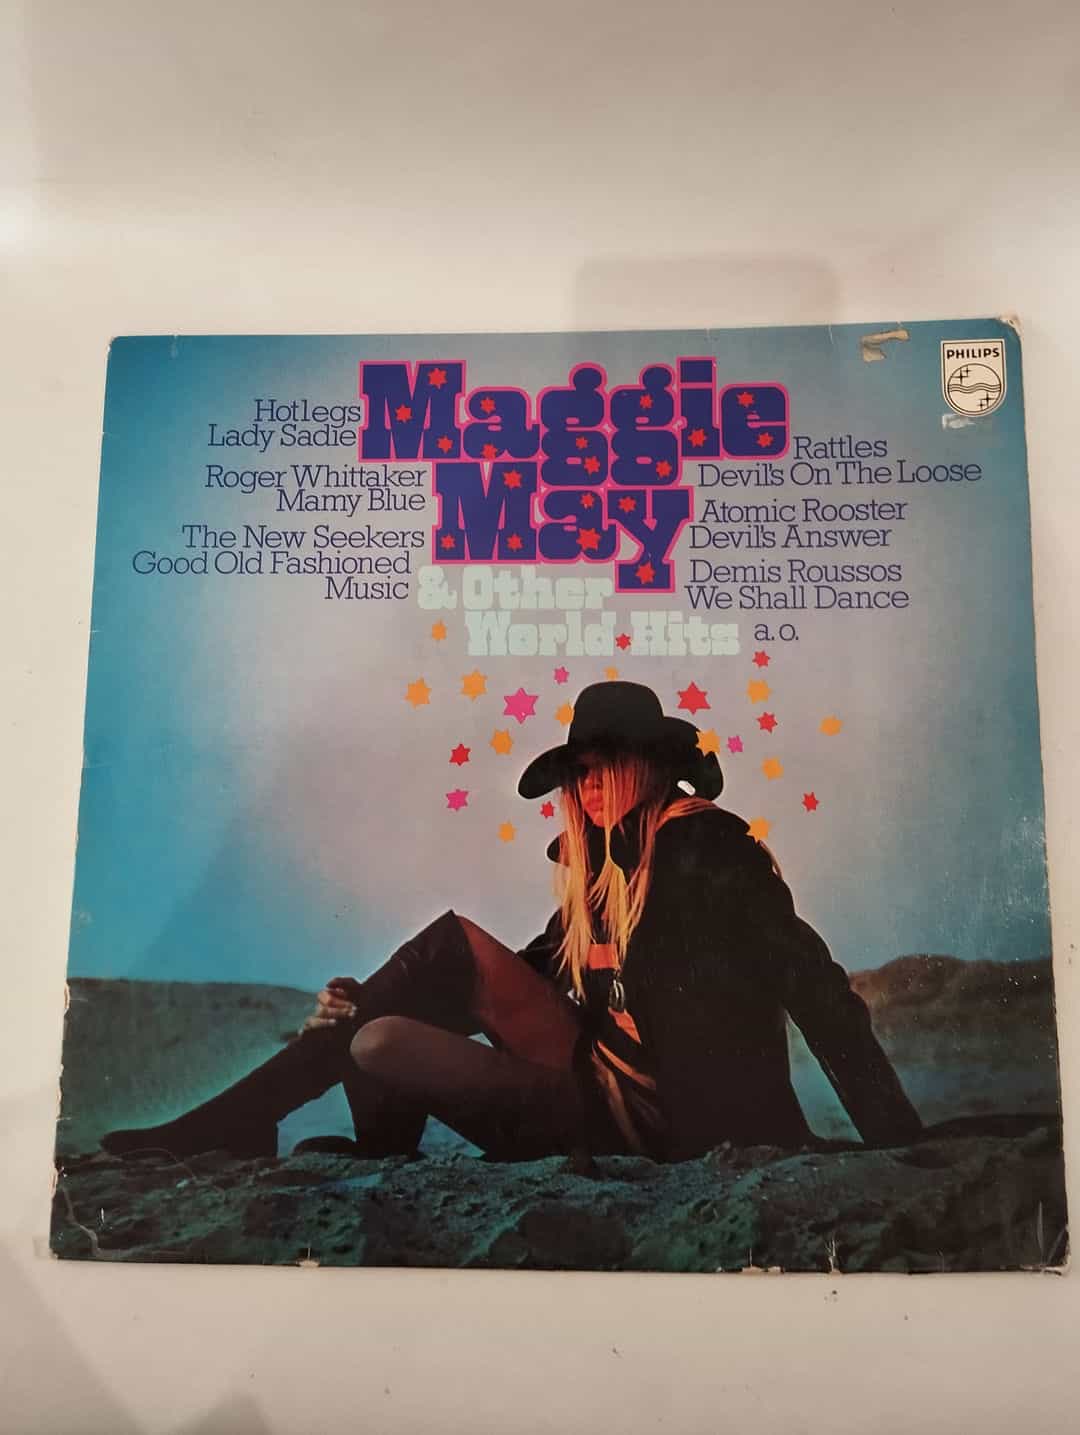 Maggie
May
& Other
World Hits
Hotlegs
Lady Sadie
Roger Whittaker
Mamy Blue
The New Seekers
Good Old Fashioned
Music
Rattles
Devil's On The Loose
Atomic Rooster
Devil's Answer
Demis Roussos
We Shall Dance
a.o.
PHILIPS